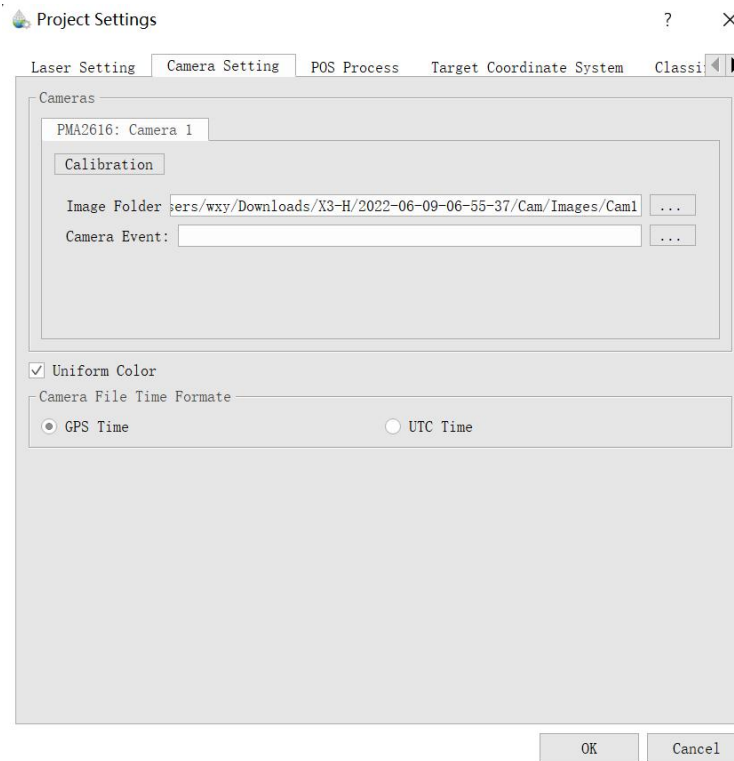 Project Settings
Laser Setting Camera Setting POS Process Target Coordinate System Classi
Cameras
PMA2616: Camera 1
Calibration
Image Folder sers/wxy/Downloads/X3-H/2022-06-09-06-55-37/Cam/Images/Cam1 ...
Camera Event: ...
Uniform Color
Camera File Time Formate
GPS Time UTC Time
OK Cancel